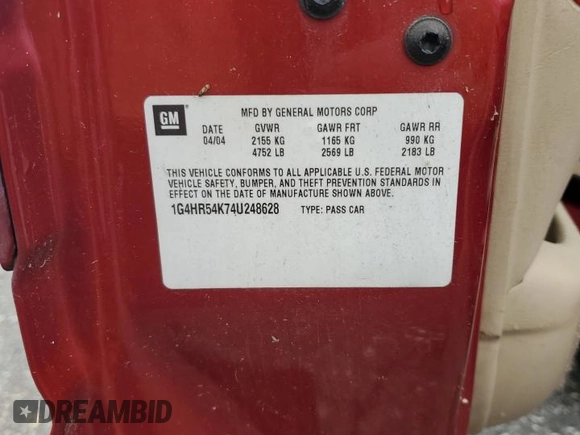 GM
MFD BY GENERAL MOTORS CORP
DATE GVWR GAWR FRT GAWR RR
04/04 2155 KG 1165 KG 990 KG
4752 LB 2569 LB 2183 LB
THIS VEHICLE CONFORMS TO ALL APPLICABLE U.S. FEDERAL MOTOR
VEHICLE SAFETY, BUMPER, AND THEFT PREVENTION STANDARDS IN
EFFECT ON THE DATE OF MANUFACTURE SHOWN ABOVE.
1G4HR54K74U248628 TYPE: PASS CAR
DREAMBID